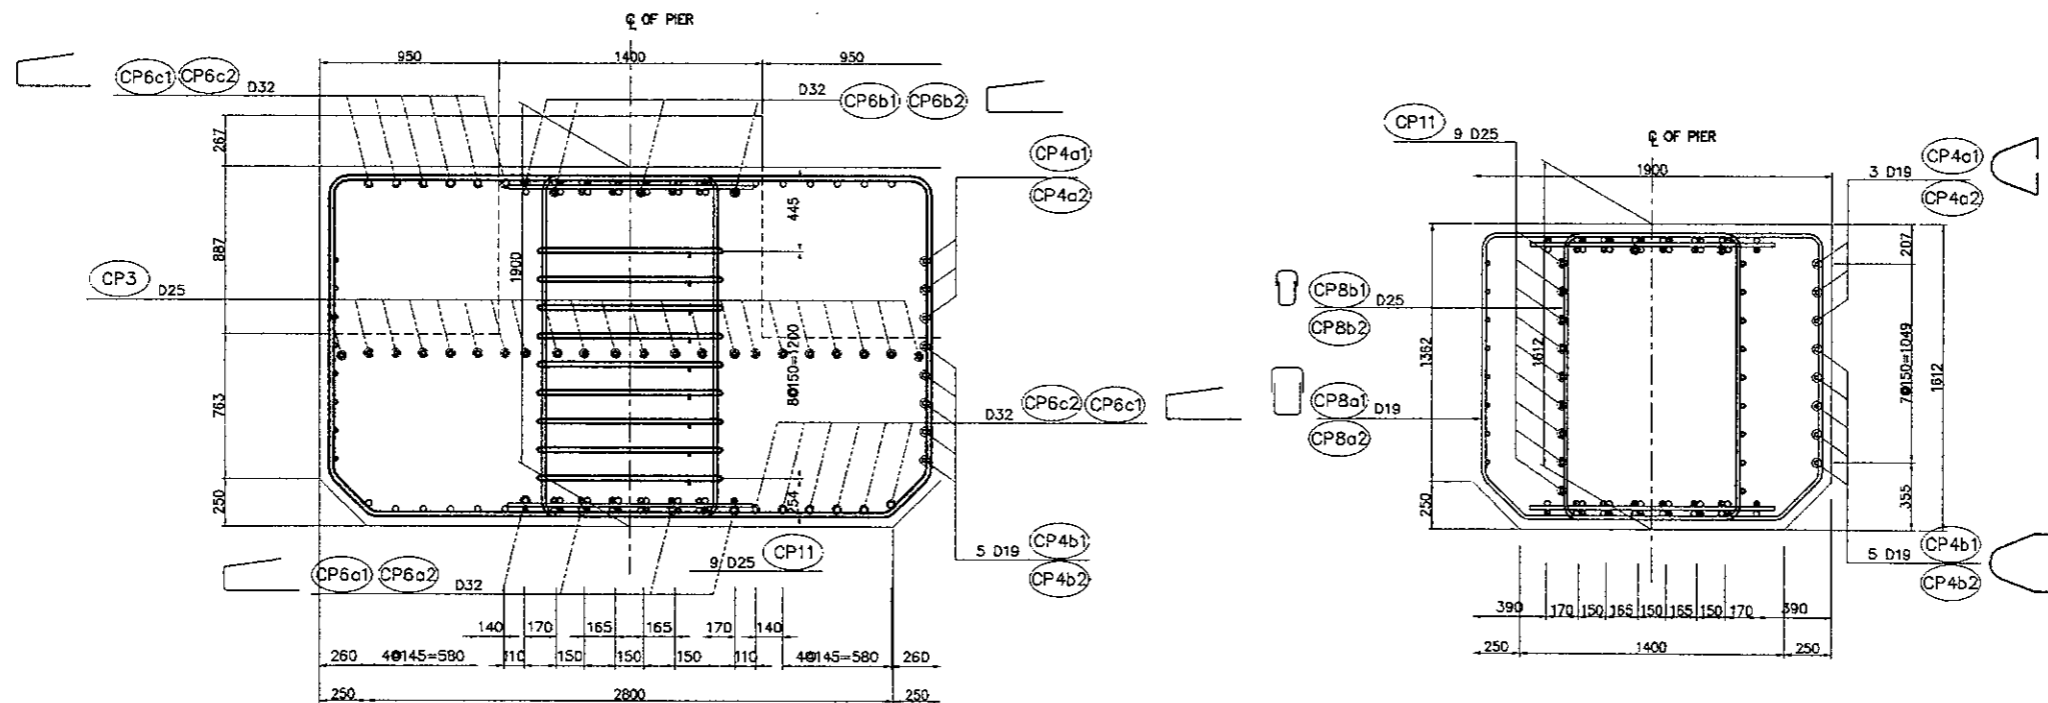 ℄ OF PIER
950 1400 950
CP6c1 CP6c2 D32
D32 CP6b1 CP6b2
267
887
763
250
CP4a1
CP4a2
445
1900
CP3 D25
8@150=1200
254
D32 CP6c2 CP6c1
CP11
9 D25
CP6a1 CP6a2 D32
5 D19 CP4b1
CP4b2
140 170 165 165 170 140
260 4@145=580 110 150 150 150 110 4@145=580 260
250 2800 250
CP11 9 D25
℄ OF PIER
1900
3 D19 CP4a1
CP4a2
207
CP8b1
D25
CP8b2
1362
1612
7@150=1049
1612
CP8a1
D19
CP8a2
250
355
5 D19 CP4b1
CP4b2
390 170 150 165 150 165 150 170 390
250 1400 250